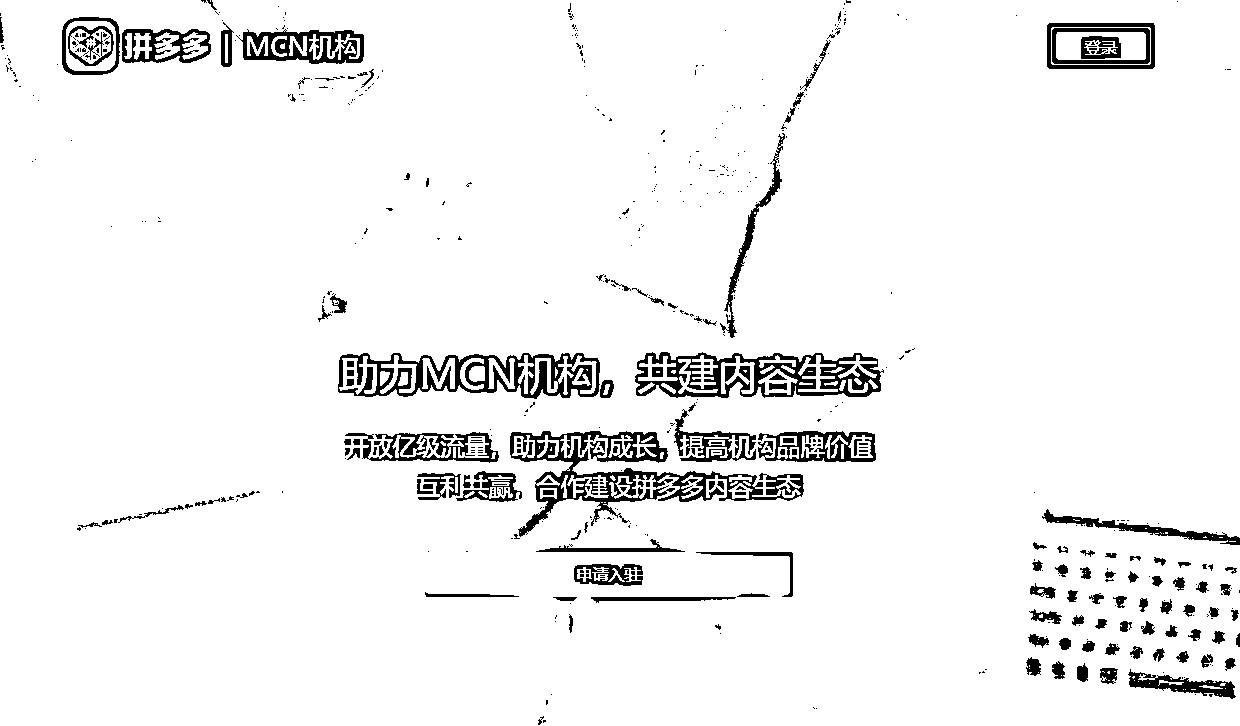 拼多多 | MCN机构
登录
助力MCN机构，共建内容生态
开放亿级流量，助力机构成长，提高机构品牌价值
互利共赢，合作建设拼多多内容生态
申请入驻